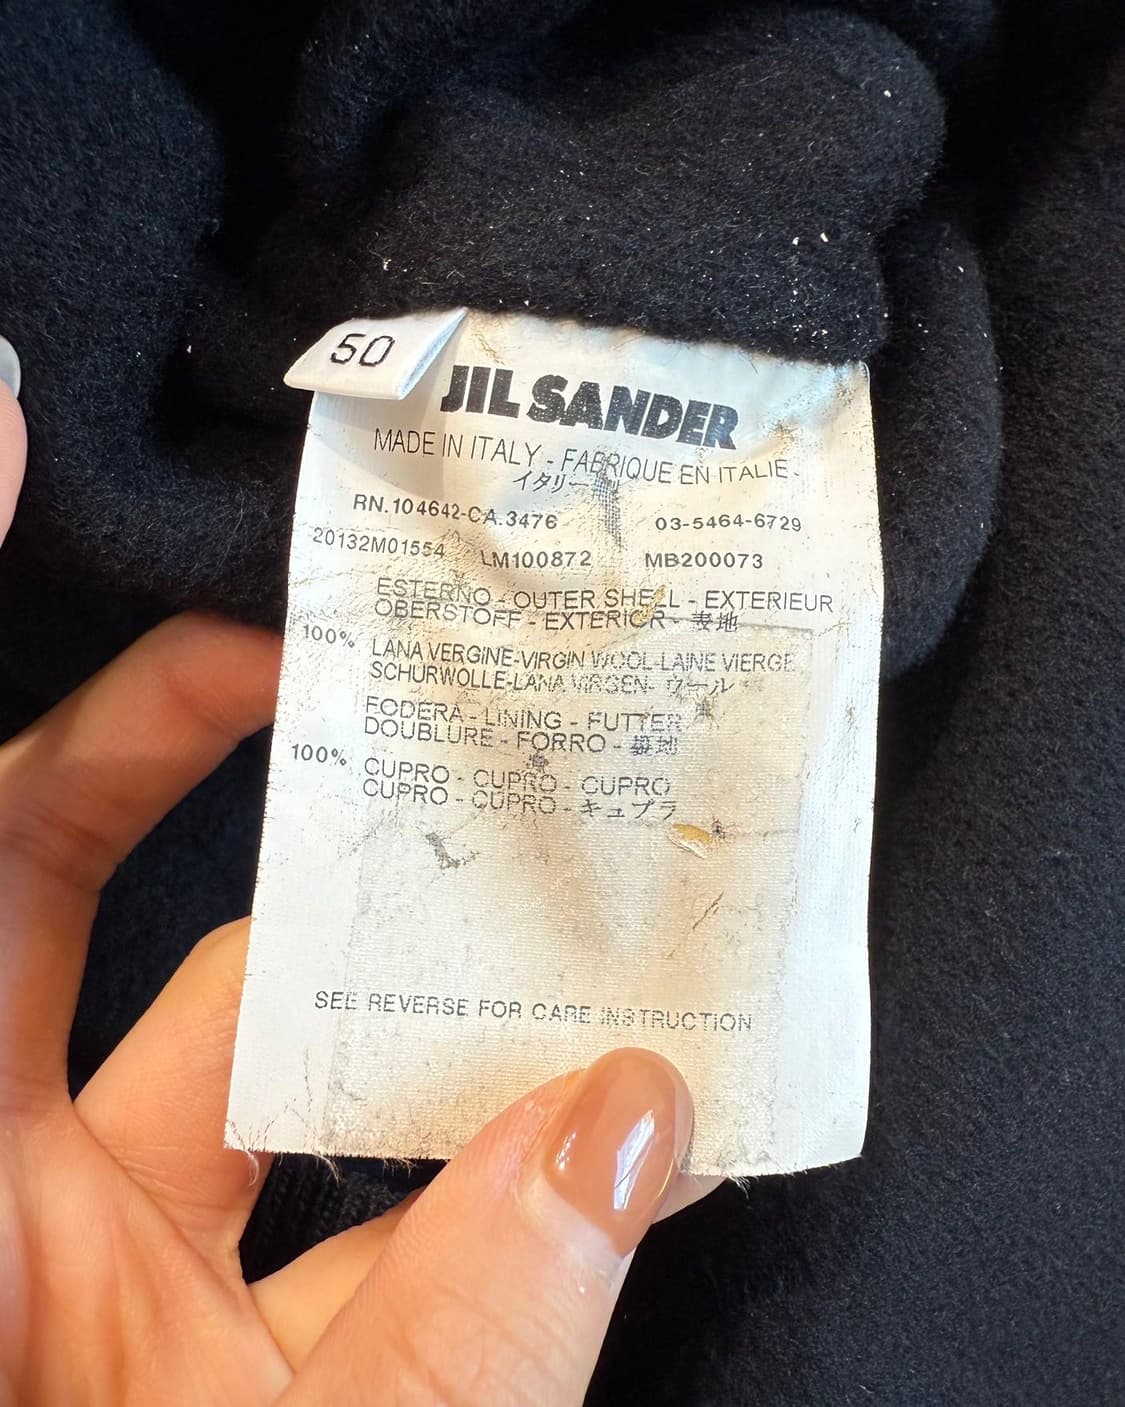 50
JIL SANDER
MADE IN ITALY - FABRIQUE EN ITALIE -
イタリー
RN.104642-CA.3476 03-5464-6729
20132M01554 LM100872 MB200073
ESTERNO - OUTER SHELL - EXTERIEUR
OBERSTOFF - EXTERIOR - 表地
100% LANA VERGINE-VIRGIN WOOL-LAINE VIERGE
SCHURWOLLE-LANA VIRGEN- ウール
FODERA - LINING - FUTTER
DOUBLURE - FORRO - 裏地
100% CUPRO - CUPRO - CUPRO
CUPRO - CUPRO - キュプラ
SEE REVERSE FOR CARE INSTRUCTION